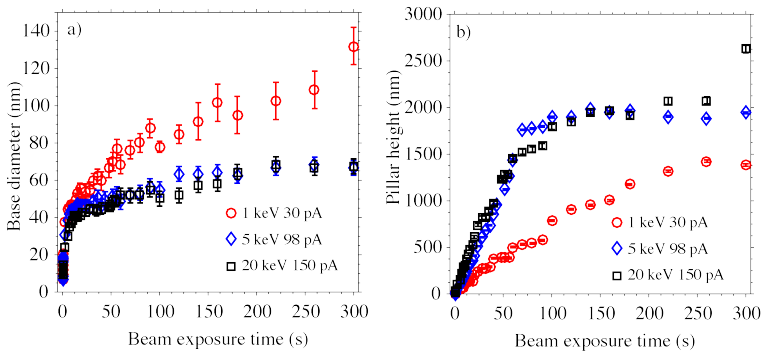 a)
Base diameter (nm)
140
120
100
80
60
40
20
0
1 keV 30 pA
5 keV 98 pA
20 keV 150 pA
0 50 100 150 200 250 300
Beam exposure time (s)
b)
Pillar height (nm)
3000
2500
2000
1500
1000
500
0
1 keV 30 pA
5 keV 98 pA
20 keV 150 pA
0 50 100 150 200 250 300
Beam exposure time (s)